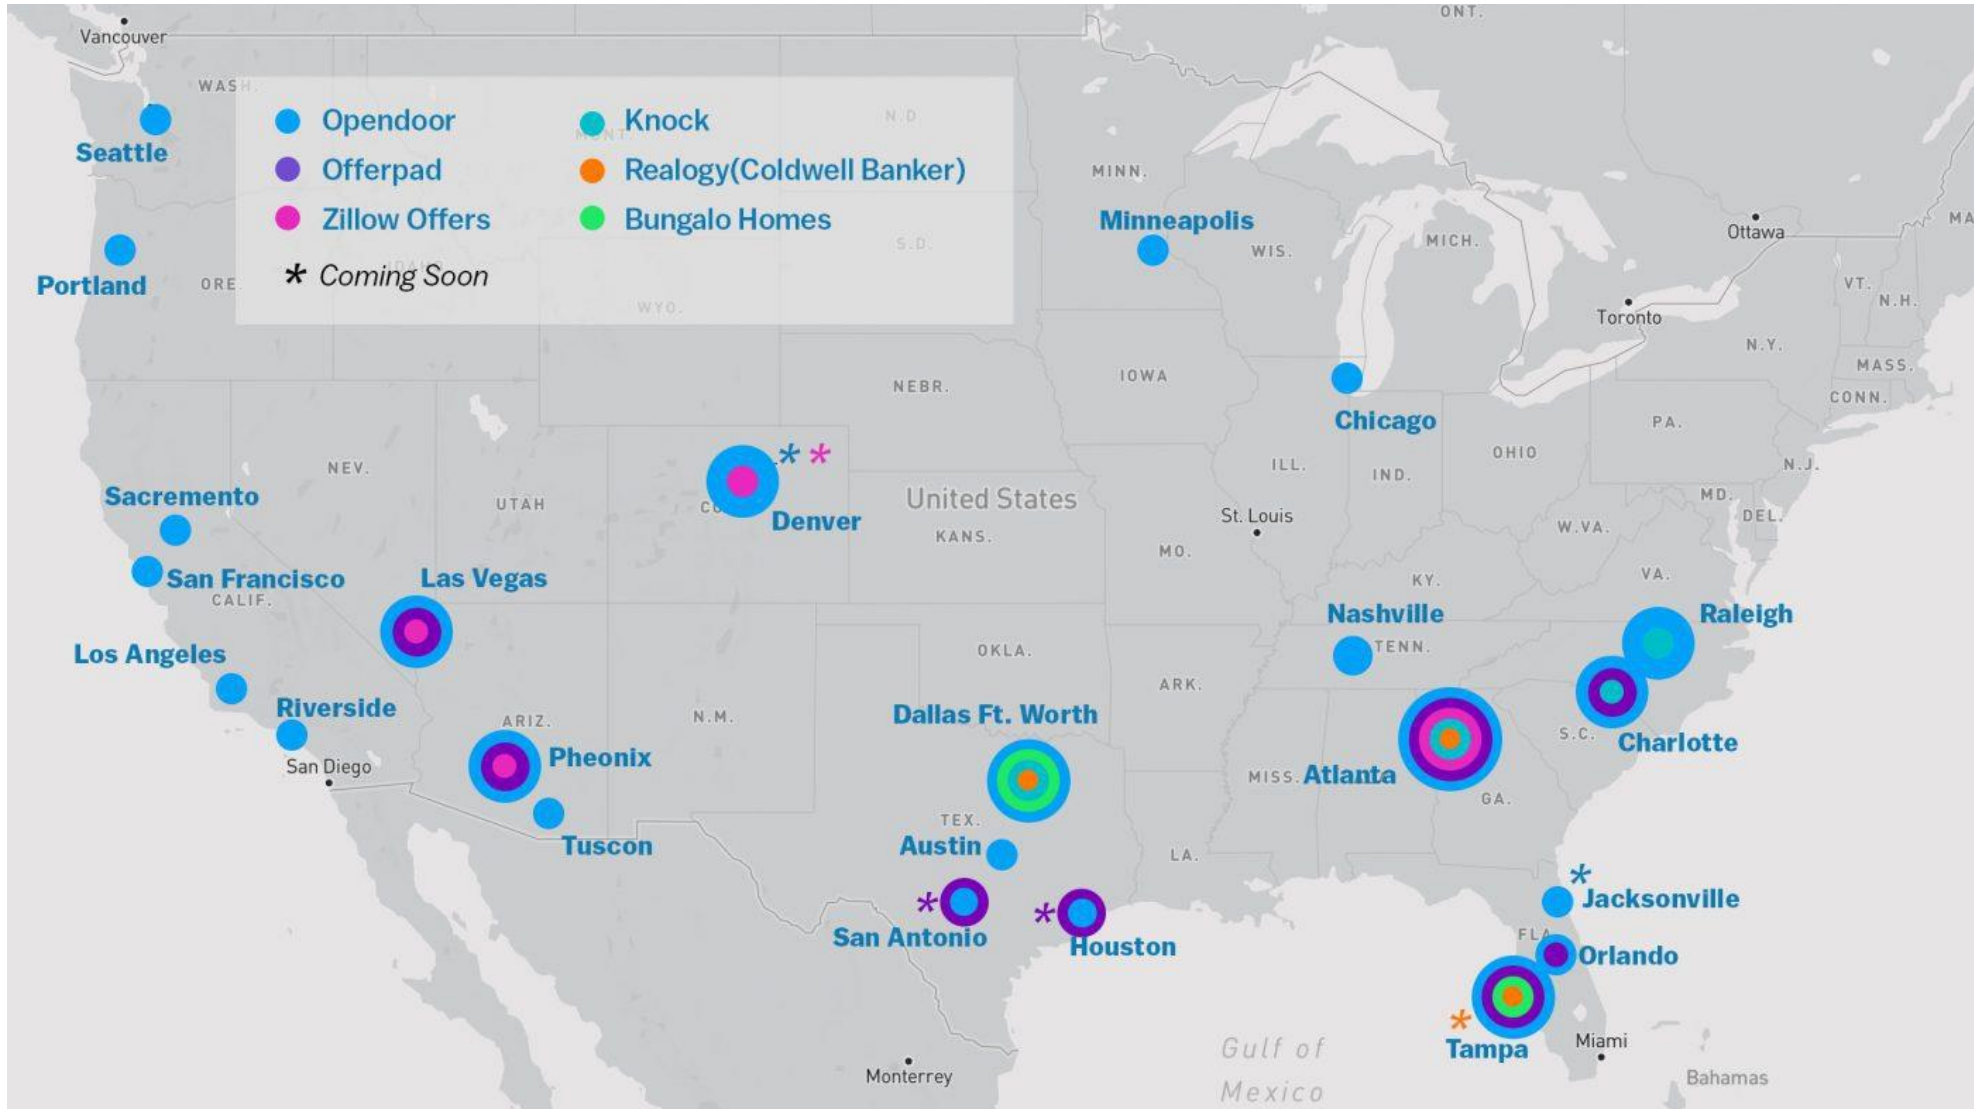 ONT.
Vancouver
WASH.
Opendoor
Knock
N.D.
MONT.
Seattle
Offerpad
Realogy(Coldwell Banker)
MINN.
Zillow Offers
Bungalo Homes
Minneapolis
MA
S.D.
Ottawa
MICH.
WIS.
* Coming Soon
IDAHO
Portland
ORE.
VT.
N.H.
WYO.
Toronto
N.Y.
MASS.
IOWA
NEBR.
CONN.
Chicago
PA.
* *
OHIO
ILL.
N.J.
NEV.
IND.
Sacremento
MD.
United States
UTAH
CO
St. Louis
DEL.
Denver
W.VA.
KANS.
MO.
VA.
San Francisco
Las Vegas
KY.
CALIF.
Nashville
Raleigh
TENN.
OKLA.
Los Angeles
ARK.
Riverside
Dallas Ft. Worth
N.M.
ARIZ.
S.C.
Charlotte
Pheonix
San Diego
MISS.
Atlanta
GA.
TEX.
Tuscon
Austin
LA.
*
Jacksonville
*
*
San Antonio
Houston
FLA
Orlando
*
Tampa
Miami
Gulf of
Mexico
Monterrey
Bahamas